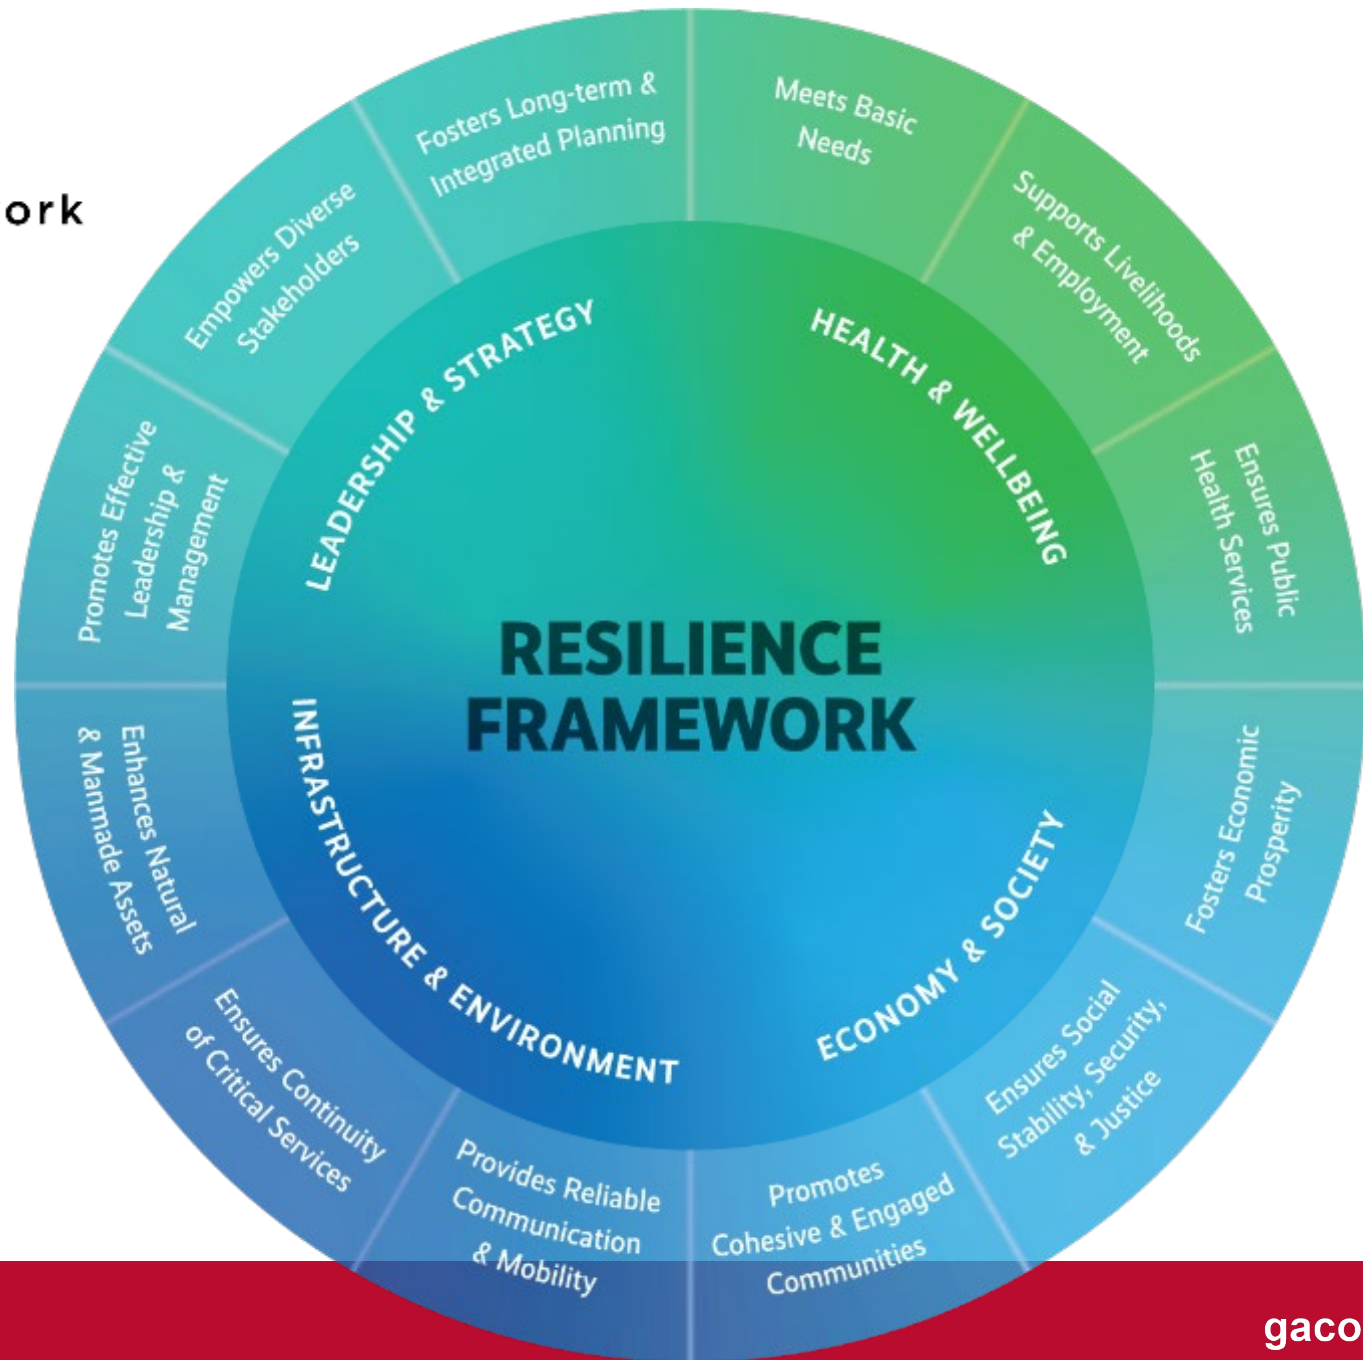 ork
Meets Basic
Needs
Supports Livelihoods
& Employment
Ensures Public
Health Services
Fosters Economic
Prosperity
Ensures Social
Stability, Security,
& Justice
Promotes
Cohesive & Engaged
Communities
Provides Reliable
Communication
& Mobility
Ensures Continuity
of Critical Services
Enhances Natural
& Manmade Assets
Promotes Effective
Leadership &
Management
Empowers Diverse
Stakeholders
Fosters Long-term &
Integrated Planning
LEADERSHIP & STRATEGY
HEALTH & WELLBEING
RESILIENCE
FRAMEWORK
INFRASTRUCTURE & ENVIRONMENT
ECONOMY & SOCIETY
gaco